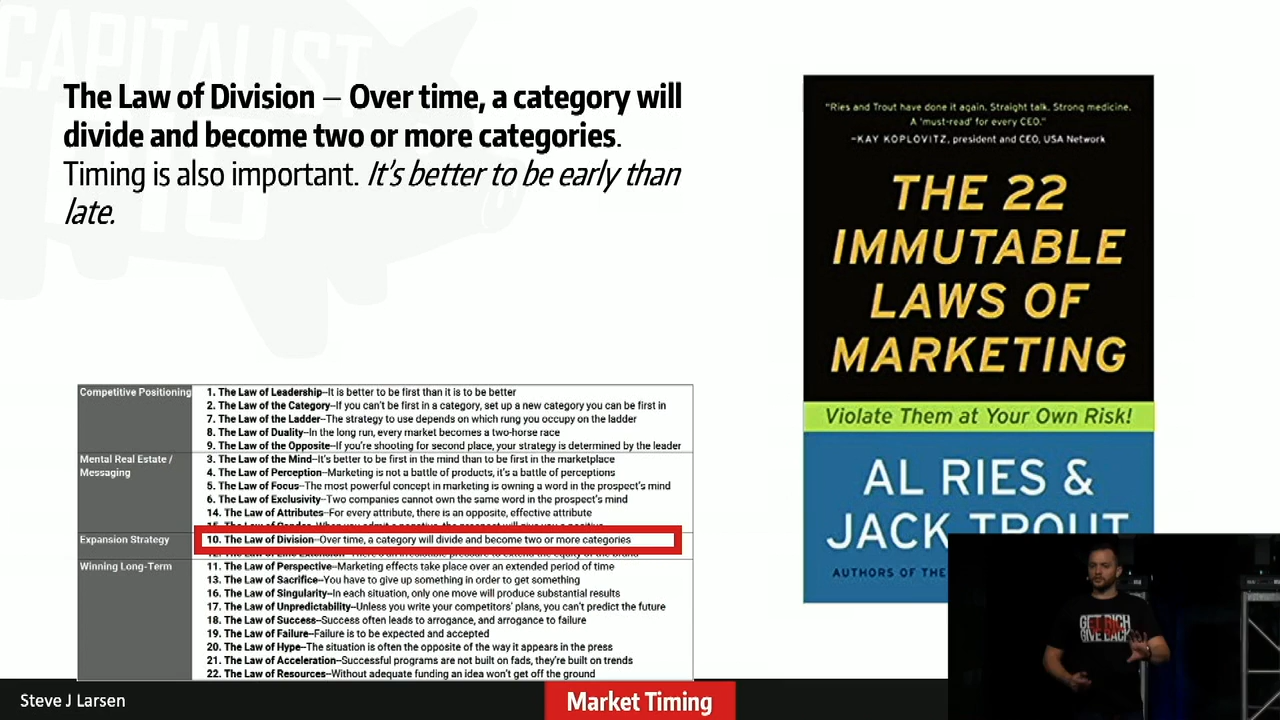 CAPITALIST
PIG
The Law of Division – Over time, a category will
divide and become two or more categories.
Timing is also important. It's better to be early than
late.
Competitive Positioning
1. The Law of Leadership--It is better to be first than it is to be better
2. The Law of the Category--If you can't be first in a category, set up a new category you can be first in
7. The Law of the Ladder--The strategy to use depends on which rung you occupy on the ladder
8. The Law of Duality--In the long run, every market becomes a two-horse race
9. The Law of the Opposite--If you're shooting for second place, your strategy is determined by the leader
Mental Real Estate /
Messaging
3. The Law of the Mind--It's better to be first in the mind than to be first in the marketplace
4. The Law of Perception--Marketing is not a battle of products, it's a battle of perceptions
5. The Law of Focus--The most powerful concept in marketing is owning a word in the prospect's mind
6. The Law of Exclusivity--Two companies cannot own the same word in the prospect's mind
14. The Law of Attributes--For every attribute, there is an opposite, effective attribute
Expansion Strategy
10. The Law of Division--Over time, a category will divide and become two or more categories
Winning Long-Term
11. The Law of Perspective--Marketing effects take place over an extended period of time
13. The Law of Sacrifice--You have to give up something in order to get something
16. The Law of Singularity--In each situation, only one move will produce substantial results
17. The Law of Unpredictability--Unless you write your competitors' plans, you can't predict the future
18. The Law of Success--Success often leads to arrogance, and arrogance to failure
19. The Law of Failure--Failure is to be expected and accepted
20. The Law of Hype--The situation is often the opposite of the way it appears in the press
21. The Law of Acceleration--Successful programs are not built on fads, they're built on trends
22. The Law of Resources--Without adequate funding an idea won't get off the ground
"Ries and Trout have done it again. Straight talk. Strong medicine.
A 'must-read' for every CEO."
–KAY KOPLOVITZ, president and CEO, USA Network
THE 22
IMMUTABLE
LAWS OF
MARKETING
Violate Them at Your Own Risk!
AL RIES &
JACK TROUT
AUTHORS OF THE
GET RICH
GIVE BACK
Steve J Larsen
Market Timing